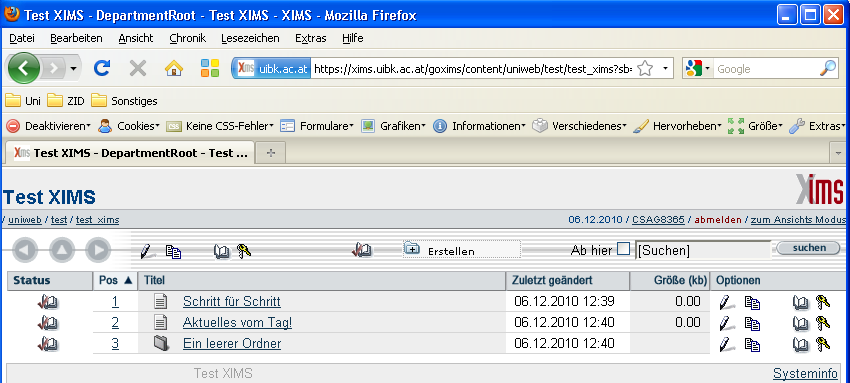 Test XIMS - DepartmentRoot - Test XIMS - XIMS - Mozilla Firefox
Datei Bearbeiten Ansicht Chronik Lesezeichen Extras Hilfe
XIMS uibk.ac.at https://xims.uibk.ac.at/goxims/content/uniweb/test/test_xims?sb= Google
Uni ZID Sonstiges
Deaktivieren Cookies Keine CSS-Fehler Formulare Grafiken Informationen Verschiedenes Hervorheben Größe Extras
XIMS Test XIMS - DepartmentRoot - Test ...
Test XIMS Xims
/ uniweb / test / test_xims 06.12.2010 / CSAG8365 / abmelden / zum Ansichts Modus
Erstellen Ab hier [Suchen] suchen
Status Pos Titel Zuletzt geändert Größe (kb) Optionen
1 Schritt für Schritt 06.12.2010 12:39 0.00
2 Aktuelles vom Tag! 06.12.2010 12:40 0.00
3 Ein leerer Ordner 06.12.2010 12:40
Test XIMS Systeminfo